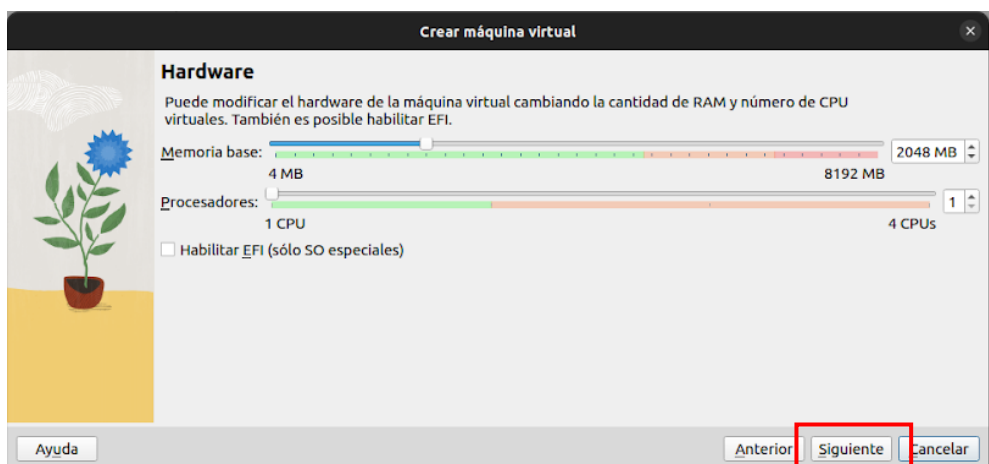 Crear máquina virtual
Hardware
Puede modificar el hardware de la máquina virtual cambiando la cantidad de RAM y número de CPU
virtuales. También es posible habilitar EFI.
Memoria base:
2048 MB
4 MB
8192 MB
Procesadores:
1
1 CPU
4 CPUs
Habilitar EFI (sólo SO especiales)
Ayuda
Anterior
Siguiente
Cancelar